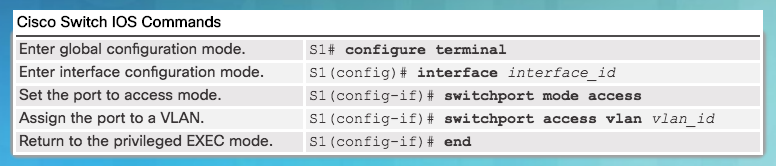 Cisco Switch IOS Commands
Enter global configuration mode. S1# configure terminal
Enter interface configuration mode. S1(config)# interface interface_id
Set the port to access mode. S1(config-if)# switchport mode access
Assign the port to a VLAN. S1(config-if)# switchport access vlan vlan_id
Return to the privileged EXEC mode. S1(config-if)# end